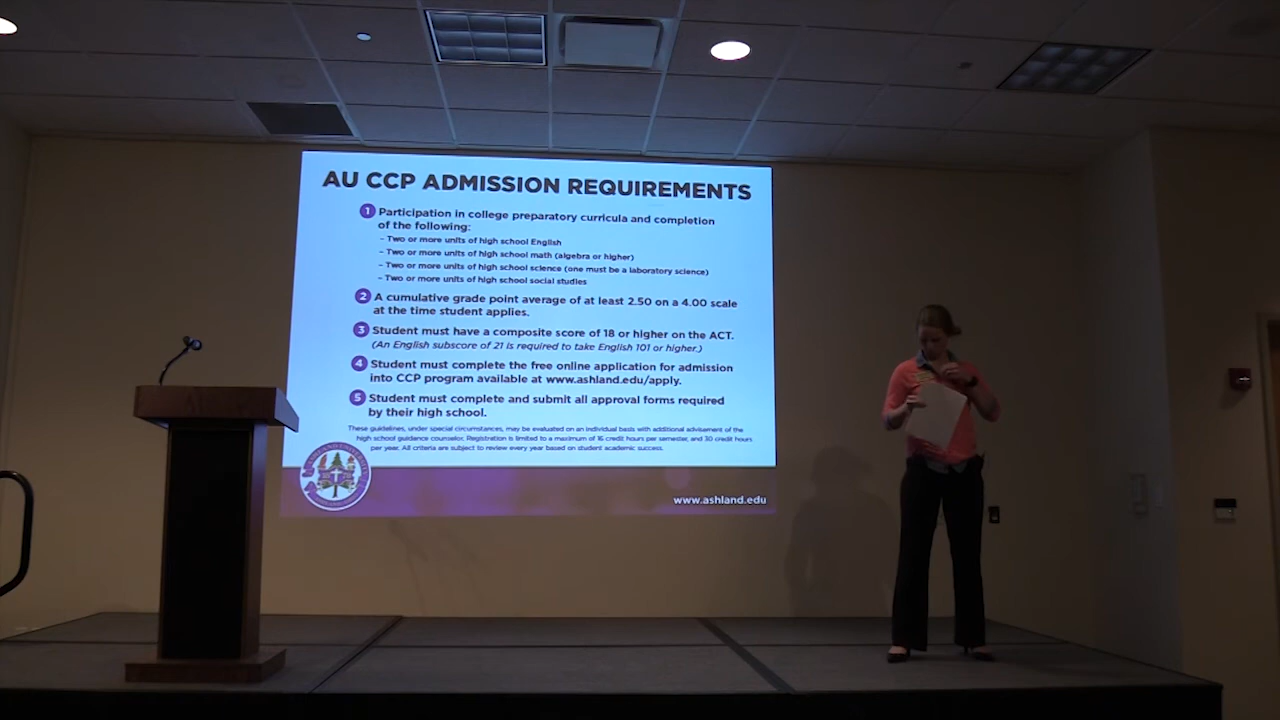 AU CCP ADMISSION REQUIREMENTS
1 Participation in college preparatory curricula and completion
of the following:
– Two or more units of high school English
– Two or more units of high school math (algebra or higher)
– Two or more units of high school science (one must be a laboratory science)
– Two or more units of high school social studies
2 A cumulative grade point average of at least 2.50 on a 4.00 scale
at the time student applies.
3 Student must have a composite score of 18 or higher on the ACT.
(An English subscore of 21 is required to take English 101 or higher.)
4 Student must complete the free online application for admission
into CCP program available at www.ashland.edu/apply.
5 Student must complete and submit all approval forms required
by their high school.
These guidelines, under special circumstances, may be evaluated on an individual basis with additional advisement of the
high school guidance counselor. Registration is limited to a maximum of 16 credit hours per semester, and 30 credit hours
per year. All criteria are subject to review every year based on student academic success.
www.ashland.edu